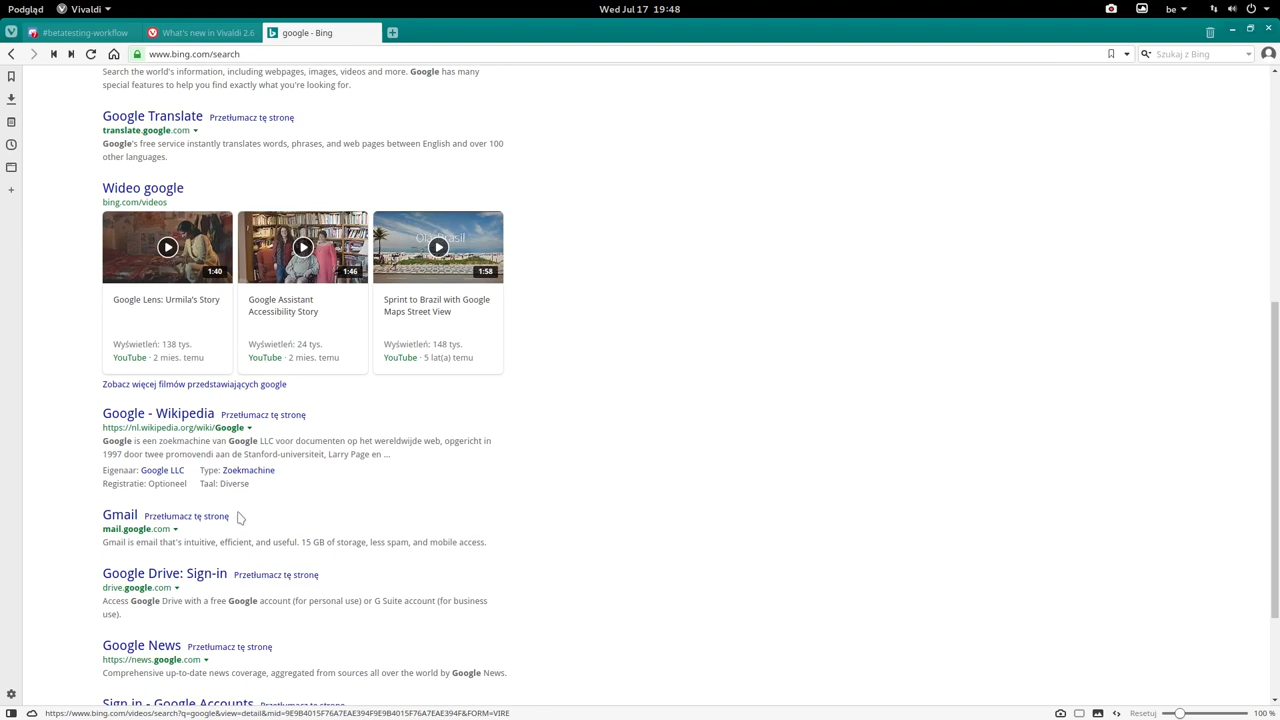 Podgląd Vivaldi Wed Jul 17 19:48 be
#betatesting-workflow What's new in Vivaldi 2.6 google - Bing
www.bing.com/search Szukaj z Bing
Search the world's information, including webpages, images, videos and more. Google has many
special features to help you find exactly what you're looking for.
Google Translate Przetłumacz tę stronę
translate.google.com
Google's free service instantly translates words, phrases, and web pages between English and over 100
other languages.
Wideo google
bing.com/videos
1:40 1:46 Olá Brasil 1:58
Google Lens: Urmila's Story
Wyświetleń: 138 tys.
YouTube · 2 mies. temu
Google Assistant
Accessibility Story
Wyświetleń: 24 tys.
YouTube · 2 mies. temu
Sprint to Brazil with Google
Maps Street View
Wyświetleń: 148 tys.
YouTube · 5 lat(a) temu
Zobacz więcej filmów przedstawiających google
Google - Wikipedia Przetłumacz tę stronę
https://nl.wikipedia.org/wiki/Google
Google is een zoekmachine van Google LLC voor documenten op het wereldwijde web, opgericht in
1997 door twee promovendi aan de Stanford-universiteit, Larry Page en ...
Eigenaar: Google LLC Type: Zoekmachine
Registratie: Optioneel Taal: Diverse
Gmail Przetłumacz tę stronę
mail.google.com
Gmail is email that's intuitive, efficient, and useful. 15 GB of storage, less spam, and mobile access.
Google Drive: Sign-in Przetłumacz tę stronę
drive.google.com
Access Google Drive with a free Google account (for personal use) or G Suite account (for business
use).
Google News Przetłumacz tę stronę
https://news.google.com
Comprehensive up-to-date news coverage, aggregated from sources all over the world by Google News.
Sign in - Google Accounts Przetłumacz tę stronę
https://www.bing.com/videos/search?q=google&view=detail&mid=9E9B4015F76A7EAE394F9E9B4015F76A7EAE394F&FORM=VIRE Resetuj 100 %